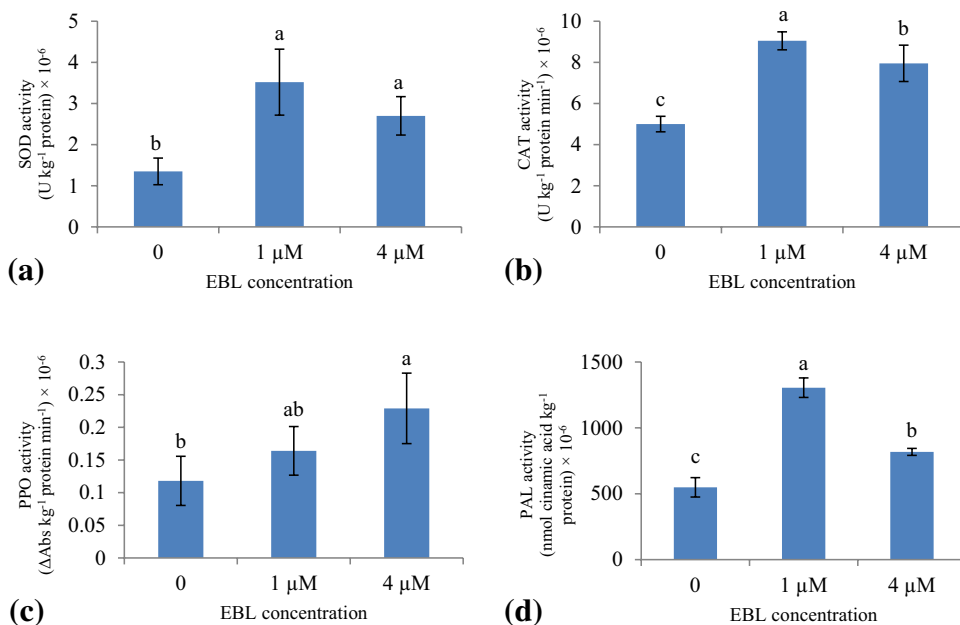 5
4
3
2
1
0
SOD activity
(U kg⁻¹ protein) × 10⁻⁶
b
a
a
0
1 µM
4 µM
EBL concentration
(a)
10
8
6
4
2
0
CAT activity
(U kg⁻¹ protein min⁻¹) × 10⁻⁶
c
a
b
0
1 µM
4 µM
EBL concentration
(b)
0.3
0.25
0.2
0.15
0.1
0.05
0
PPO activity
(ΔAbs kg⁻¹ protein min⁻¹) × 10⁻⁶
b
ab
a
0
1 µM
4 µM
EBL concentration
(c)
1500
1000
500
0
PAL activity
(nmol cinamic acid kg⁻¹
protein) × 10⁻⁶
c
a
b
0
1 µM
4 µM
EBL concentration
(d)